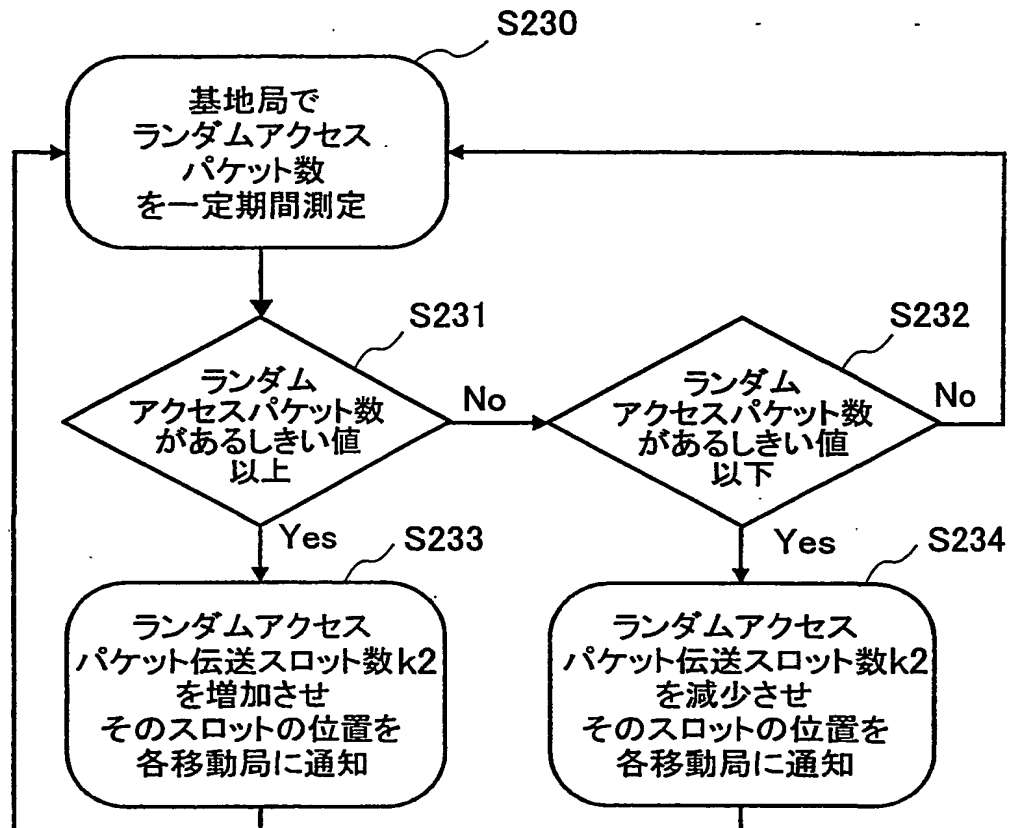 S230
基地局で
ランダムアクセス
パケット数
を一定期間測定
S231
ランダム
アクセスパケット数
があるしきい値
以上
No
S232
ランダム
アクセスパケット数
があるしきい値
以下
No
Yes
S233
ランダムアクセス
パケット伝送スロット数k2
を増加させ
そのスロットの位置を
各移動局に通知
Yes
S234
ランダムアクセス
パケット伝送スロット数k2
を減少させ
そのスロットの位置を
各移動局に通知